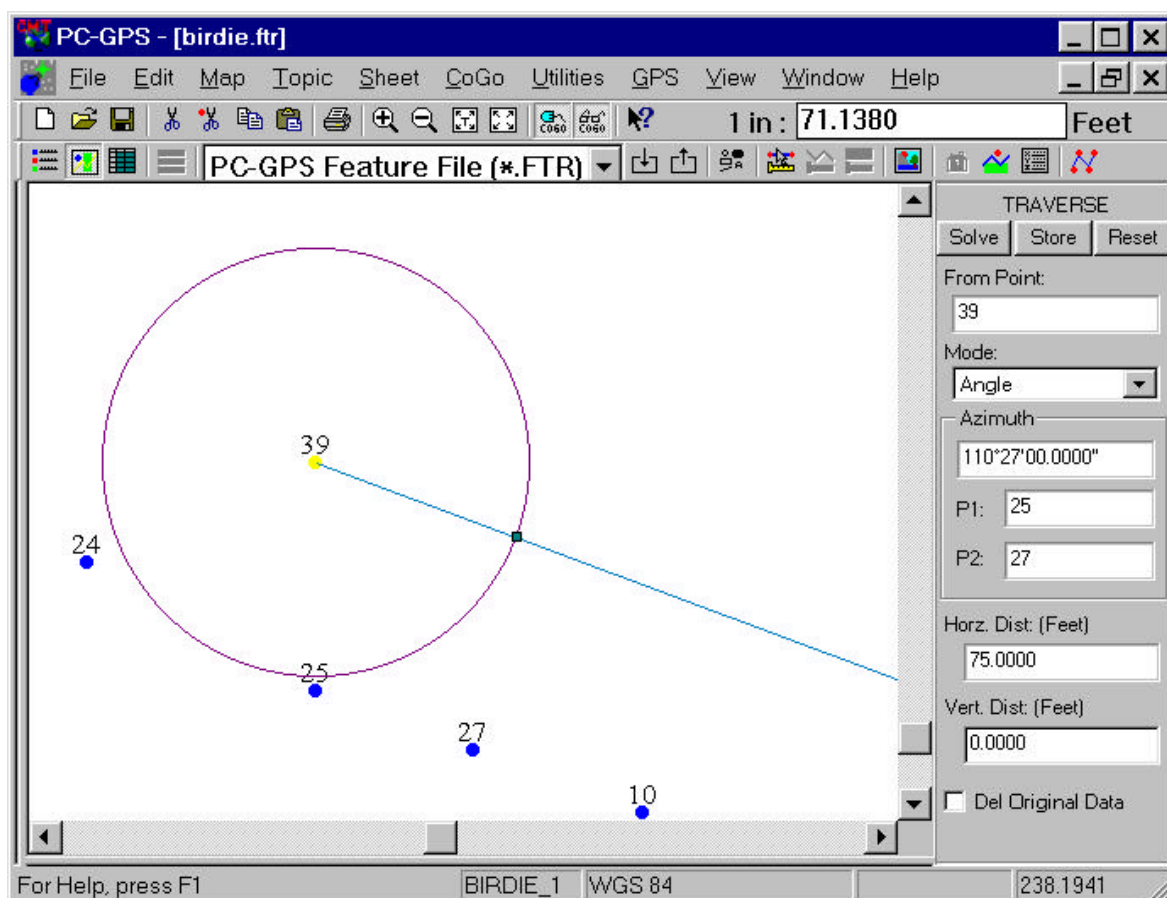 CMT
PC-GPS - [birdie.ftr]
File Edit Map Topic Sheet CoGo Utilities GPS View Window Help
COGO COGO 1 in : 71.1380 Feet
PC-GPS Feature File (*.FTR)
TRAVERSE
Solve Store Reset
From Point:
39
Mode:
Angle
Azimuth
110°27'00.0000"
P1: 25
P2: 27
Horz. Dist: (Feet)
75.0000
Vert. Dist: (Feet)
0.0000
Del Original Data
39
24
25
27
10
For Help, press F1 BIRDIE_1 WGS 84 238.1941